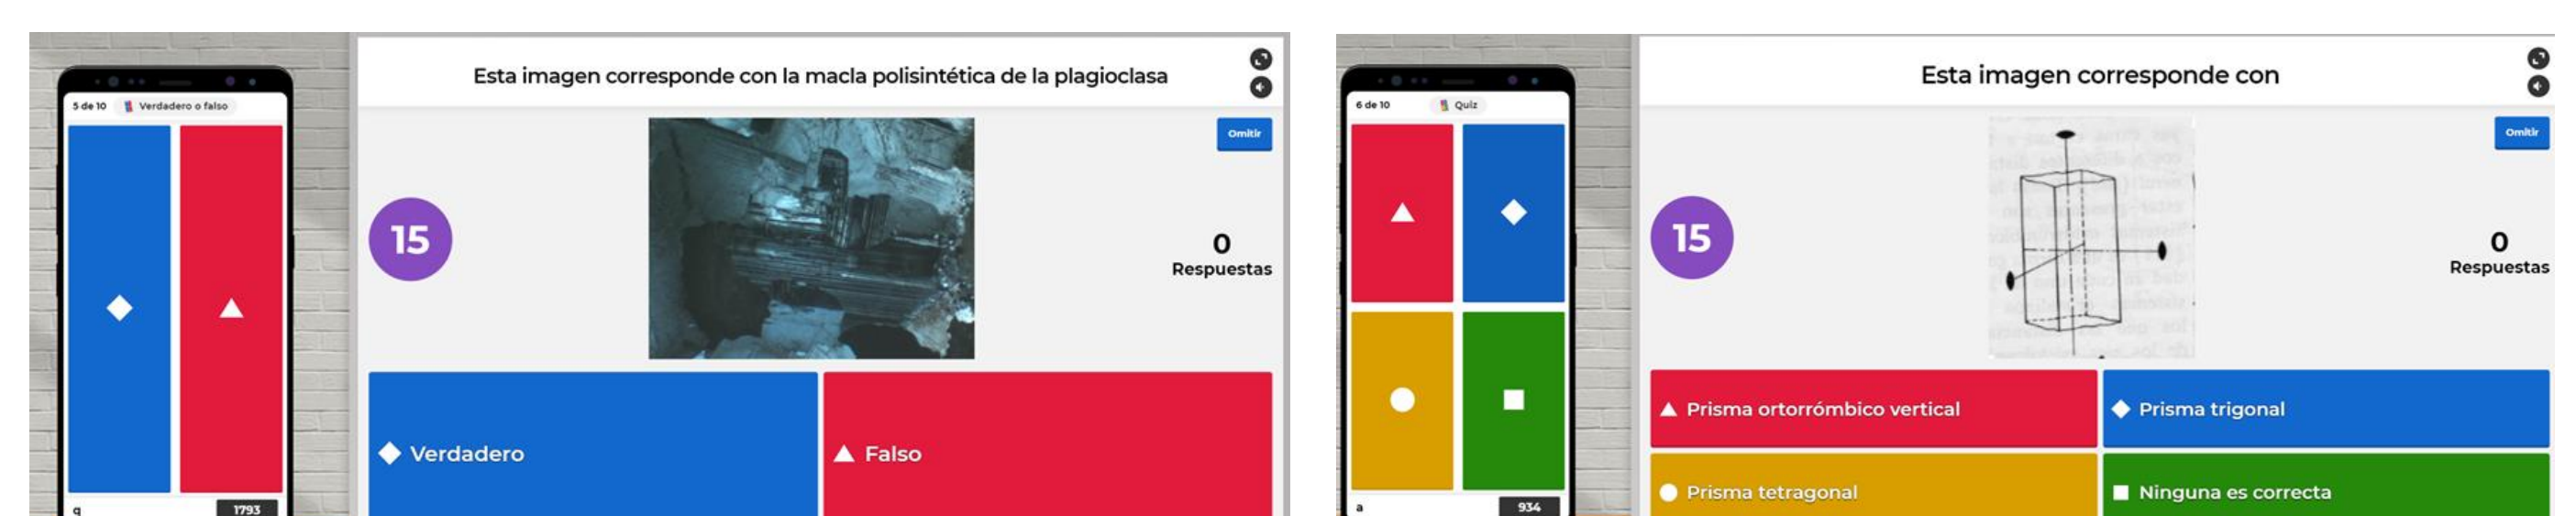 Esta imagen corresponde con la macla polisintética de la plagioclasa
5 de 10 Verdadero o falso
Omitir
15
0
Respuestas
Verdadero
Falso
q 1793
Esta imagen corresponde con
6 de 10 Quiz
Omitir
15
0
Respuestas
Prisma ortorrómbico vertical
Prisma trigonal
Prisma tetragonal
Ninguna es correcta
a 934